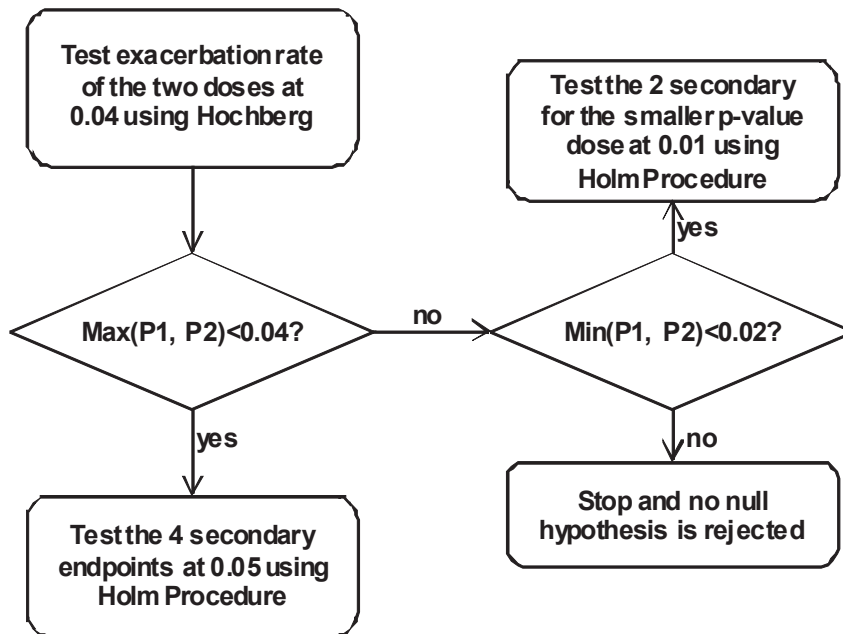 Test exacerbation rate
of the two doses at
0.04 using Hochberg
Test the 2 secondary
for the smaller p-value
dose at 0.01 using
Holm Procedure
yes
Max(P1, P2)<0.04?
no
Min(P1, P2)<0.02?
yes
no
Test the 4 secondary
endpoints at 0.05 using
Holm Procedure
Stop and no null
hypothesis is rejected